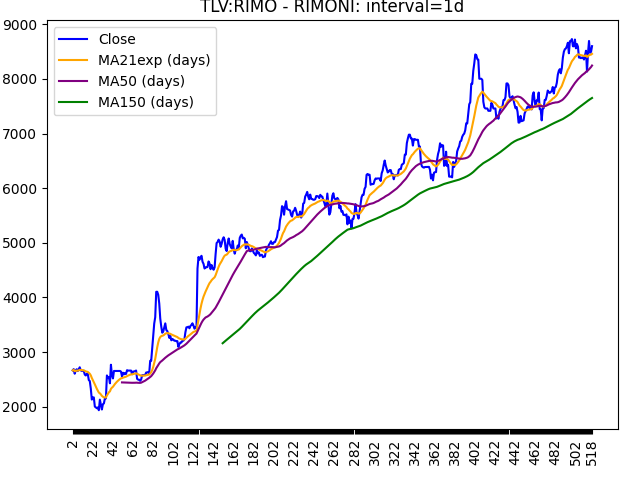 TLV:RIMO - RIMONI: interval=1d
Close
MA21exp (days)
MA50 (days)
MA150 (days)
9000
8000
7000
6000
5000
4000
3000
2000
2 22 42 62 82 102 122 142 162 182 202 222 242 262 282 302 322 342 362 382 402 422 442 462 482 502 518